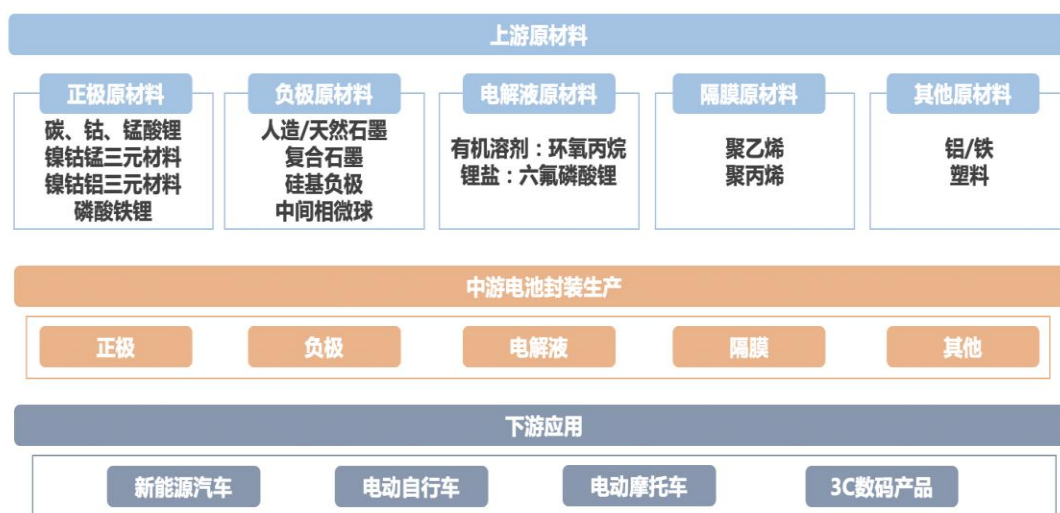 上游原材料
正极原材料
碳、钴、锰酸锂
镍钴锰三元材料
镍钴铝三元材料
磷酸铁锂
负极原材料
人造/天然石墨
复合石墨
硅基负极
中间相微球
电解液原材料
有机溶剂：环氧丙烷
锂盐：六氟磷酸锂
隔膜原材料
聚乙烯
聚丙烯
其他原材料
铝/铁
塑料
中游电池封装生产
正极
负极
电解液
隔膜
其他
下游应用
新能源汽车
电动自行车
电动摩托车
3C数码产品